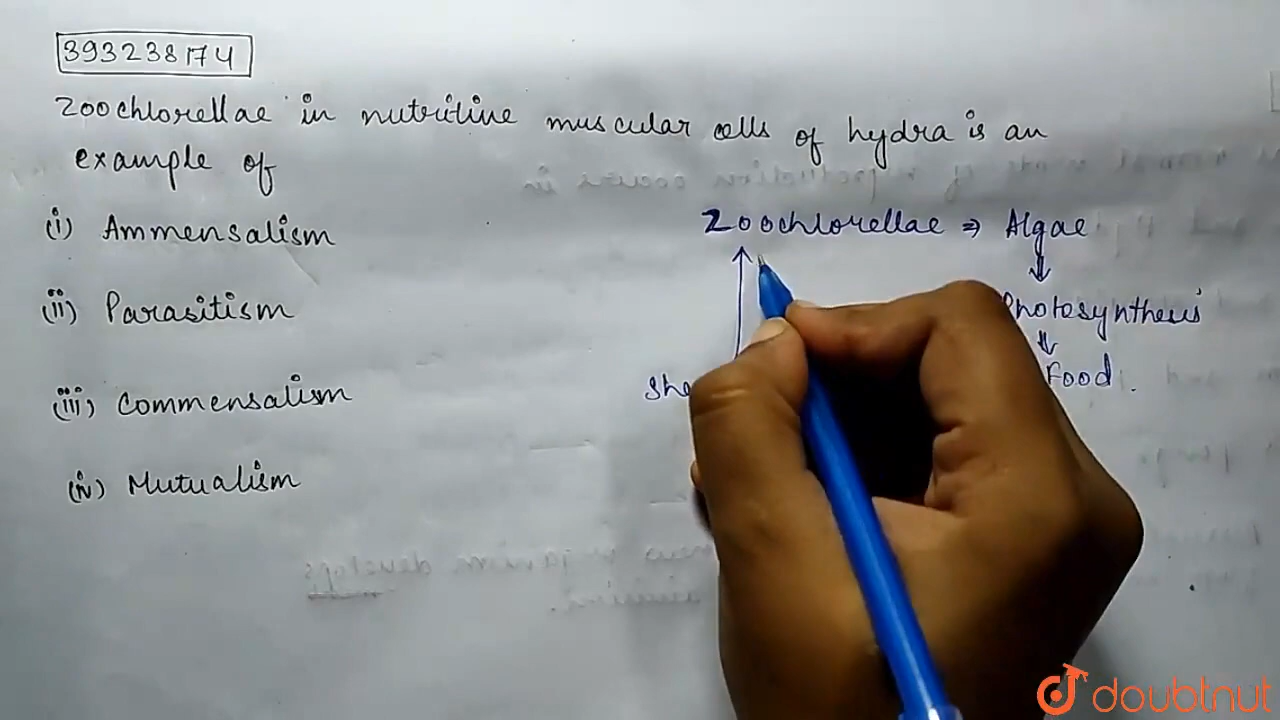 393238174
Zoochlorellae in nutritive muscular cells of hydra is an
example of
(i) Ammensalism
(ii) Parasitism
(iii) Commensalism
(iv) Mutualism
Zoochlorellae ⇒ Algae
Photosynthesis
Food.
doubtnut